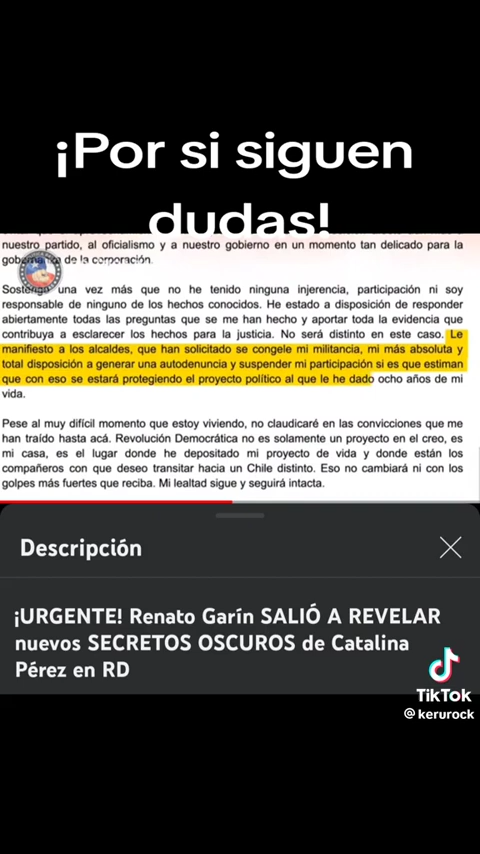 ¡Por si siguen
dudas!
nuestro partido, al oficialismo y a nuestro gobierno en un momento tan delicado para la
de la corporación.
Sostengo una vez más que no he tenido ninguna injerencia, participación ni soy
responsable de ninguno de los hechos conocidos. He estado a disposición de responder
abiertamente todas las preguntas que se me han hecho y aportar toda la evidencia que
contribuya a esclarecer los hechos para la justicia. No será distinto en este caso. Le
manifiesto a los alcaldes, que han solicitado se congele mi militancia, mi más absoluta y
total disposición a generar una autodenuncia y suspender mi participación si es que estiman
que con eso se estará protegiendo el proyecto político al que le he dado ocho años de mi
vida.
Pese al muy difícil momento que estoy viviendo, no claudicaré en las convicciones que me
han traído hasta acá. Revolución Democrática no es solamente un proyecto en el creo, es
mi casa, es el lugar donde he depositado mi proyecto de vida y donde están los
compañeros con que deseo transitar hacia un Chile distinto. Eso no cambiará ni con los
golpes más fuertes que reciba. Mi lealtad sigue y seguirá intacta.
Descripción
¡URGENTE! Renato Garín SALIÓ A REVELAR
nuevos SECRETOS OSCUROS de Catalina
Pérez en RD
TikTok
@kerurock